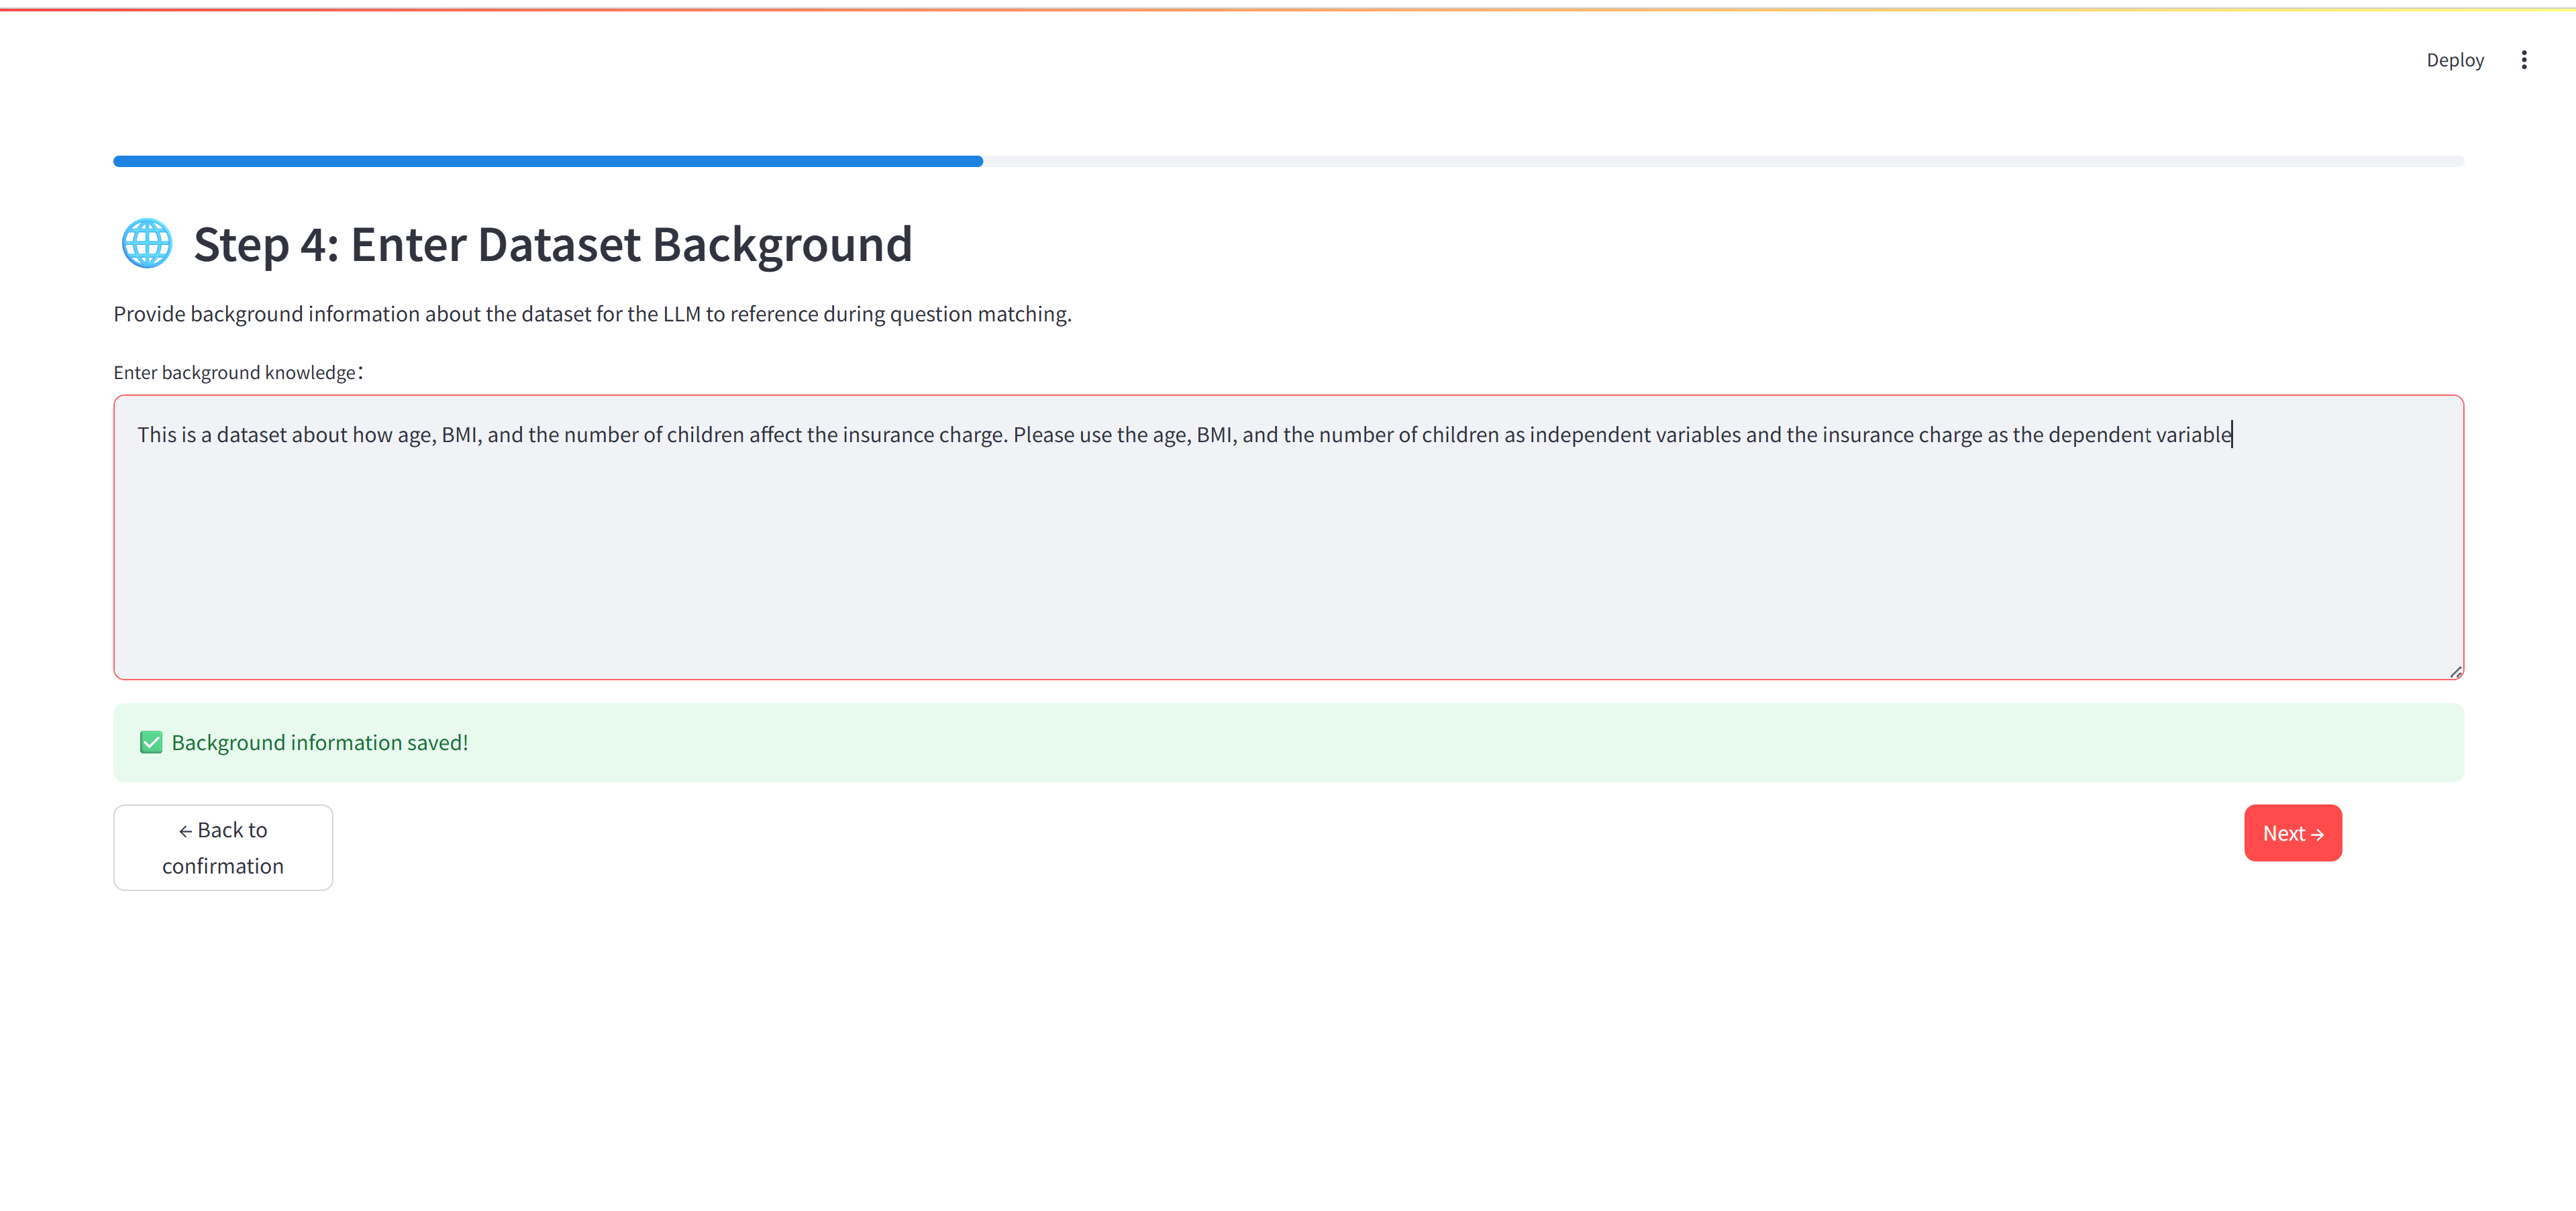 Deploy
Step 4: Enter Dataset Background
Provide background information about the dataset for the LLM to reference during question matching.
Enter background knowledge：
This is a dataset about how age, BMI, and the number of children affect the insurance charge. Please use the age, BMI, and the number of children as independent variables and the insurance charge as the dependent variable
Background information saved!
← Back to
confirmation
Next →